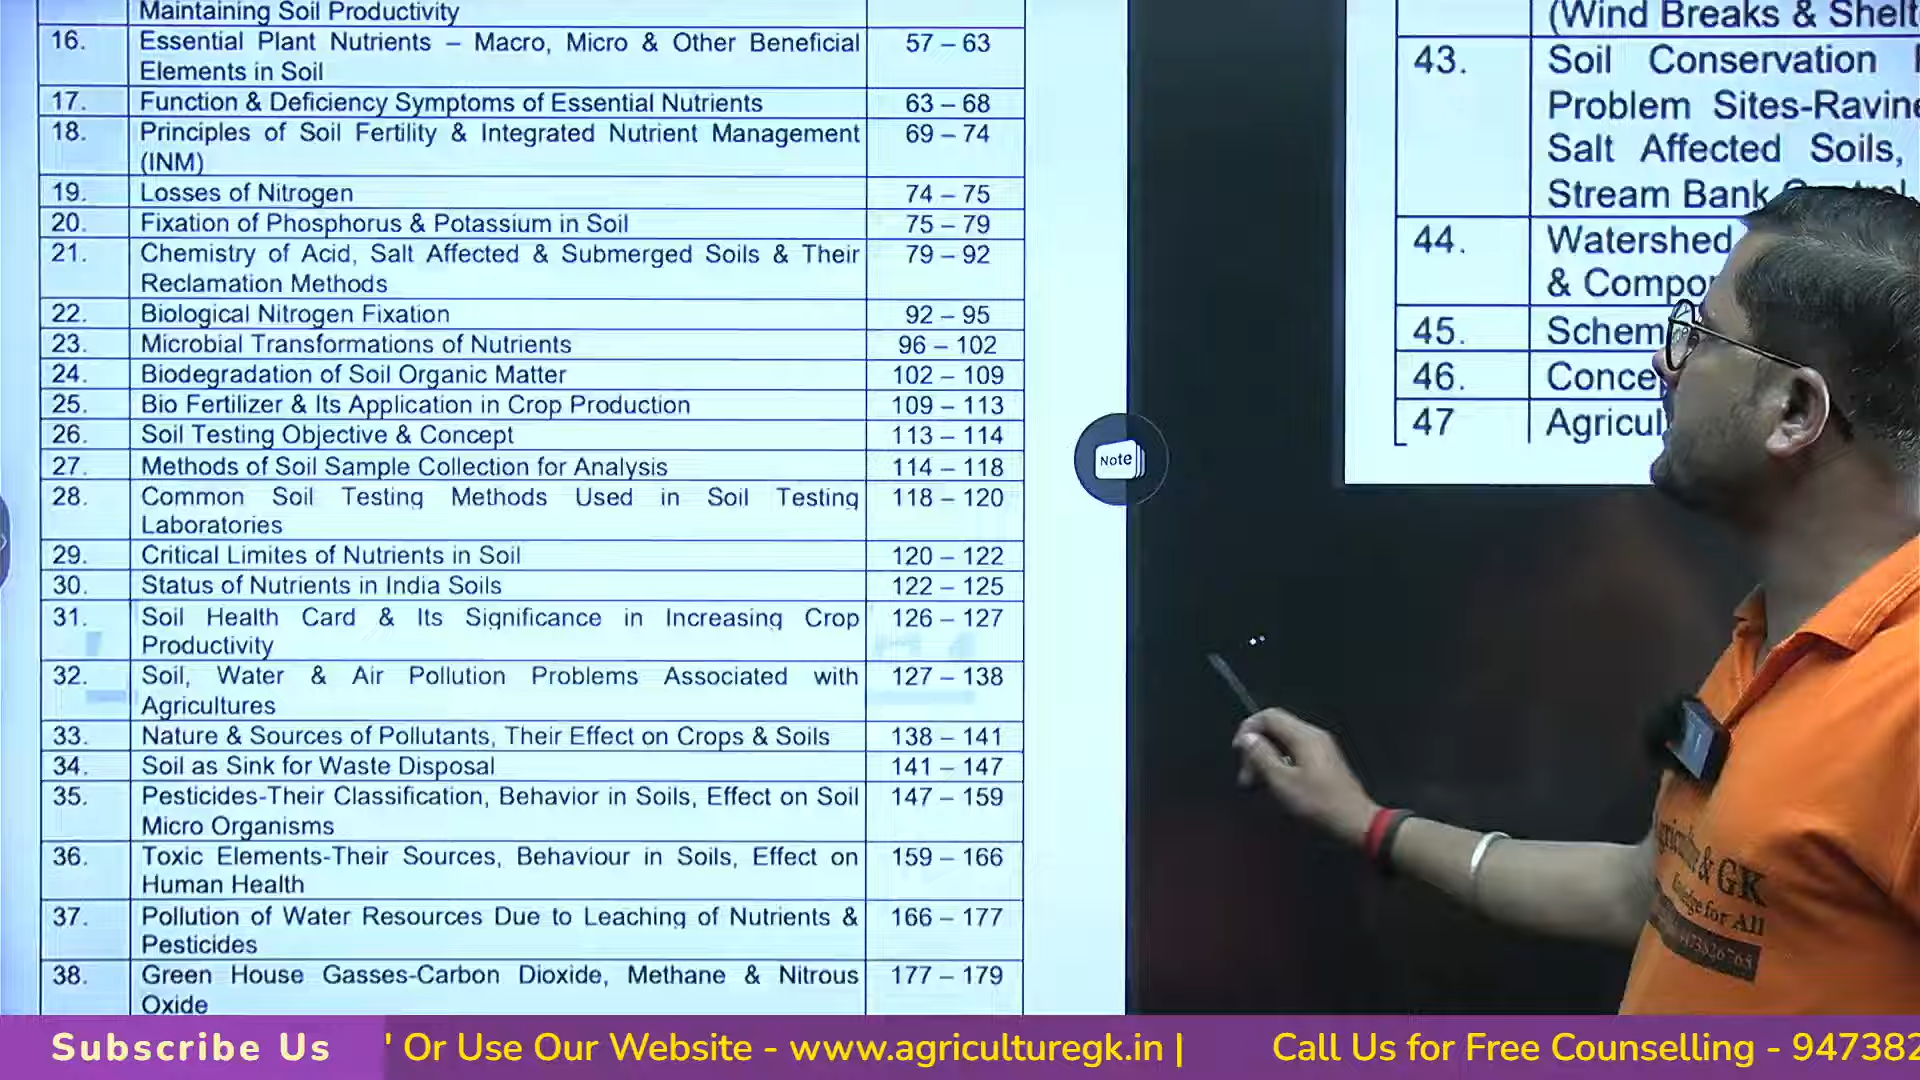 Maintaining Soil Productivity
16. Essential Plant Nutrients – Macro, Micro & Other Beneficial 57 – 63
Elements in Soil
17. Function & Deficiency Symptoms of Essential Nutrients 63 – 68
18. Principles of Soil Fertility & Integrated Nutrient Management 69 – 74
(INM)
19. Losses of Nitrogen 74 – 75
20. Fixation of Phosphorus & Potassium in Soil 75 – 79
21. Chemistry of Acid, Salt Affected & Submerged Soils & Their 79 – 92
Reclamation Methods
22. Biological Nitrogen Fixation 92 – 95
23. Microbial Transformations of Nutrients 96 – 102
24. Biodegradation of Soil Organic Matter 102 – 109
25. Bio Fertilizer & Its Application in Crop Production 109 – 113
26. Soil Testing Objective & Concept 113 – 114
27. Methods of Soil Sample Collection for Analysis 114 – 118
28. Common Soil Testing Methods Used in Soil Testing 118 – 120
Laboratories
29. Critical Limites of Nutrients in Soil 120 – 122
30. Status of Nutrients in India Soils 122 – 125
31. Soil Health Card & Its Significance in Increasing Crop 126 – 127
Productivity
32. Soil, Water & Air Pollution Problems Associated with 127 – 138
Agricultures
33. Nature & Sources of Pollutants, Their Effect on Crops & Soils 138 – 141
34. Soil as Sink for Waste Disposal 141 – 147
35. Pesticides-Their Classification, Behavior in Soils, Effect on Soil 147 – 159
Micro Organisms
36. Toxic Elements-Their Sources, Behaviour in Soils, Effect on 159 – 166
Human Health
37. Pollution of Water Resources Due to Leaching of Nutrients & 166 – 177
Pesticides
38. Green House Gasses-Carbon Dioxide, Methane & Nitrous 177 – 179
Oxide
Note
(Wind Breaks & Shelt
43. Soil Conservation
Problem Sites-Ravine
Salt Affected Soils,
Stream Bank
44. Watershed
& Compo
45. Schem
46. Conce
47 Agricul
& GK
for All
Subscribe Us ' Or Use Our Website - www.agriculturegk.in | Call Us for Free Counselling - 947382